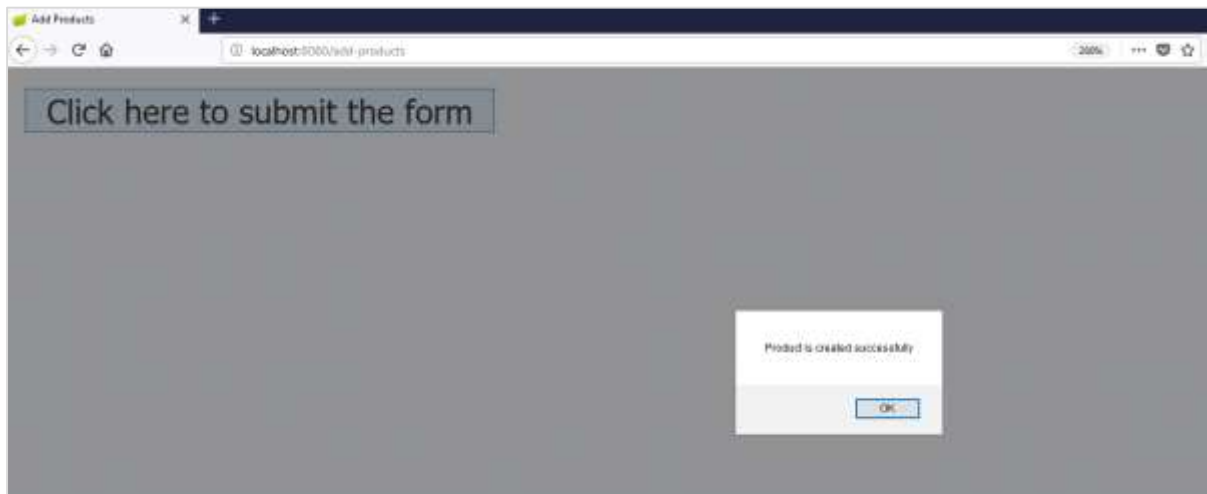 Add Products
localhost:8080/add-products
200%
Click here to submit the form
Product is created successfully
OK